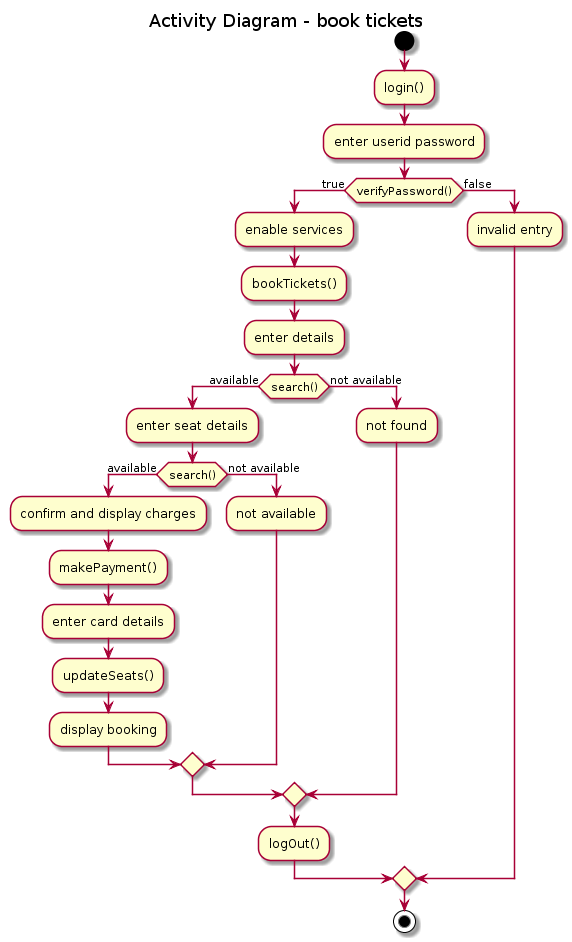 Activity Diagram - book tickets
login()
enter userid password
true
verifyPassword()
false
enable services
invalid entry
bookTickets()
enter details
available
search()
not available
enter seat details
not found
available
search()
not available
confirm and display charges
not available
makePayment()
enter card details
updateSeats()
display booking
logOut()